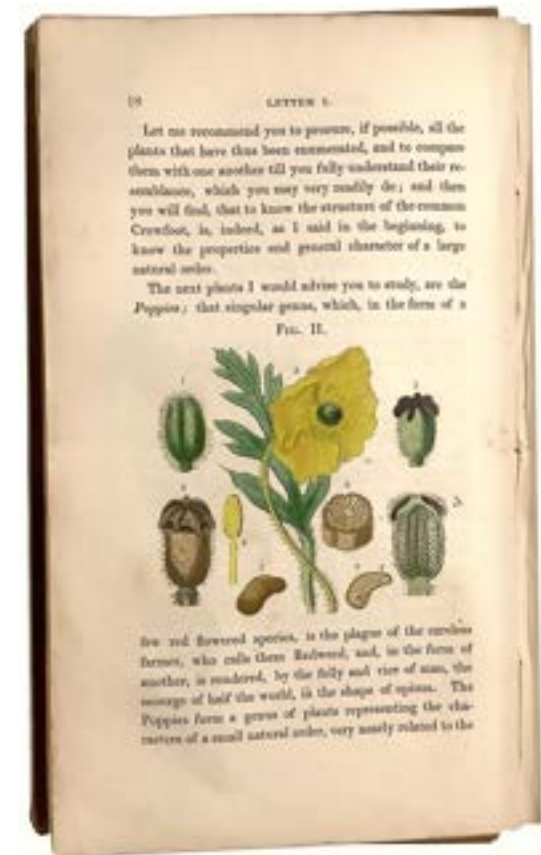 18 LETTER I.
Let me recommend you to procure, if possible, all the
plants that have thus been enumerated, and to compare
them with one another till you fully understand their re-
semblance, which you may very readily do; and then
you will find, that to know the structure of the common
Crowfoot, is, indeed, as I said in the beginning, to
know the properties and general character of a large
natural order.
The next plants I would advise you to study, are the
Poppies; that singular genus, which, in the form of a
FIG. II.
few red flowered species, is the plague of the careless
farmer, who calls them Redweed, and, in the form of
another, is rendered, by the folly and vice of man, the
scourge of half the world, in the shape of opium. The
Poppies form a genus of plants representing the cha-
racters of a small natural order, very nearly related to the